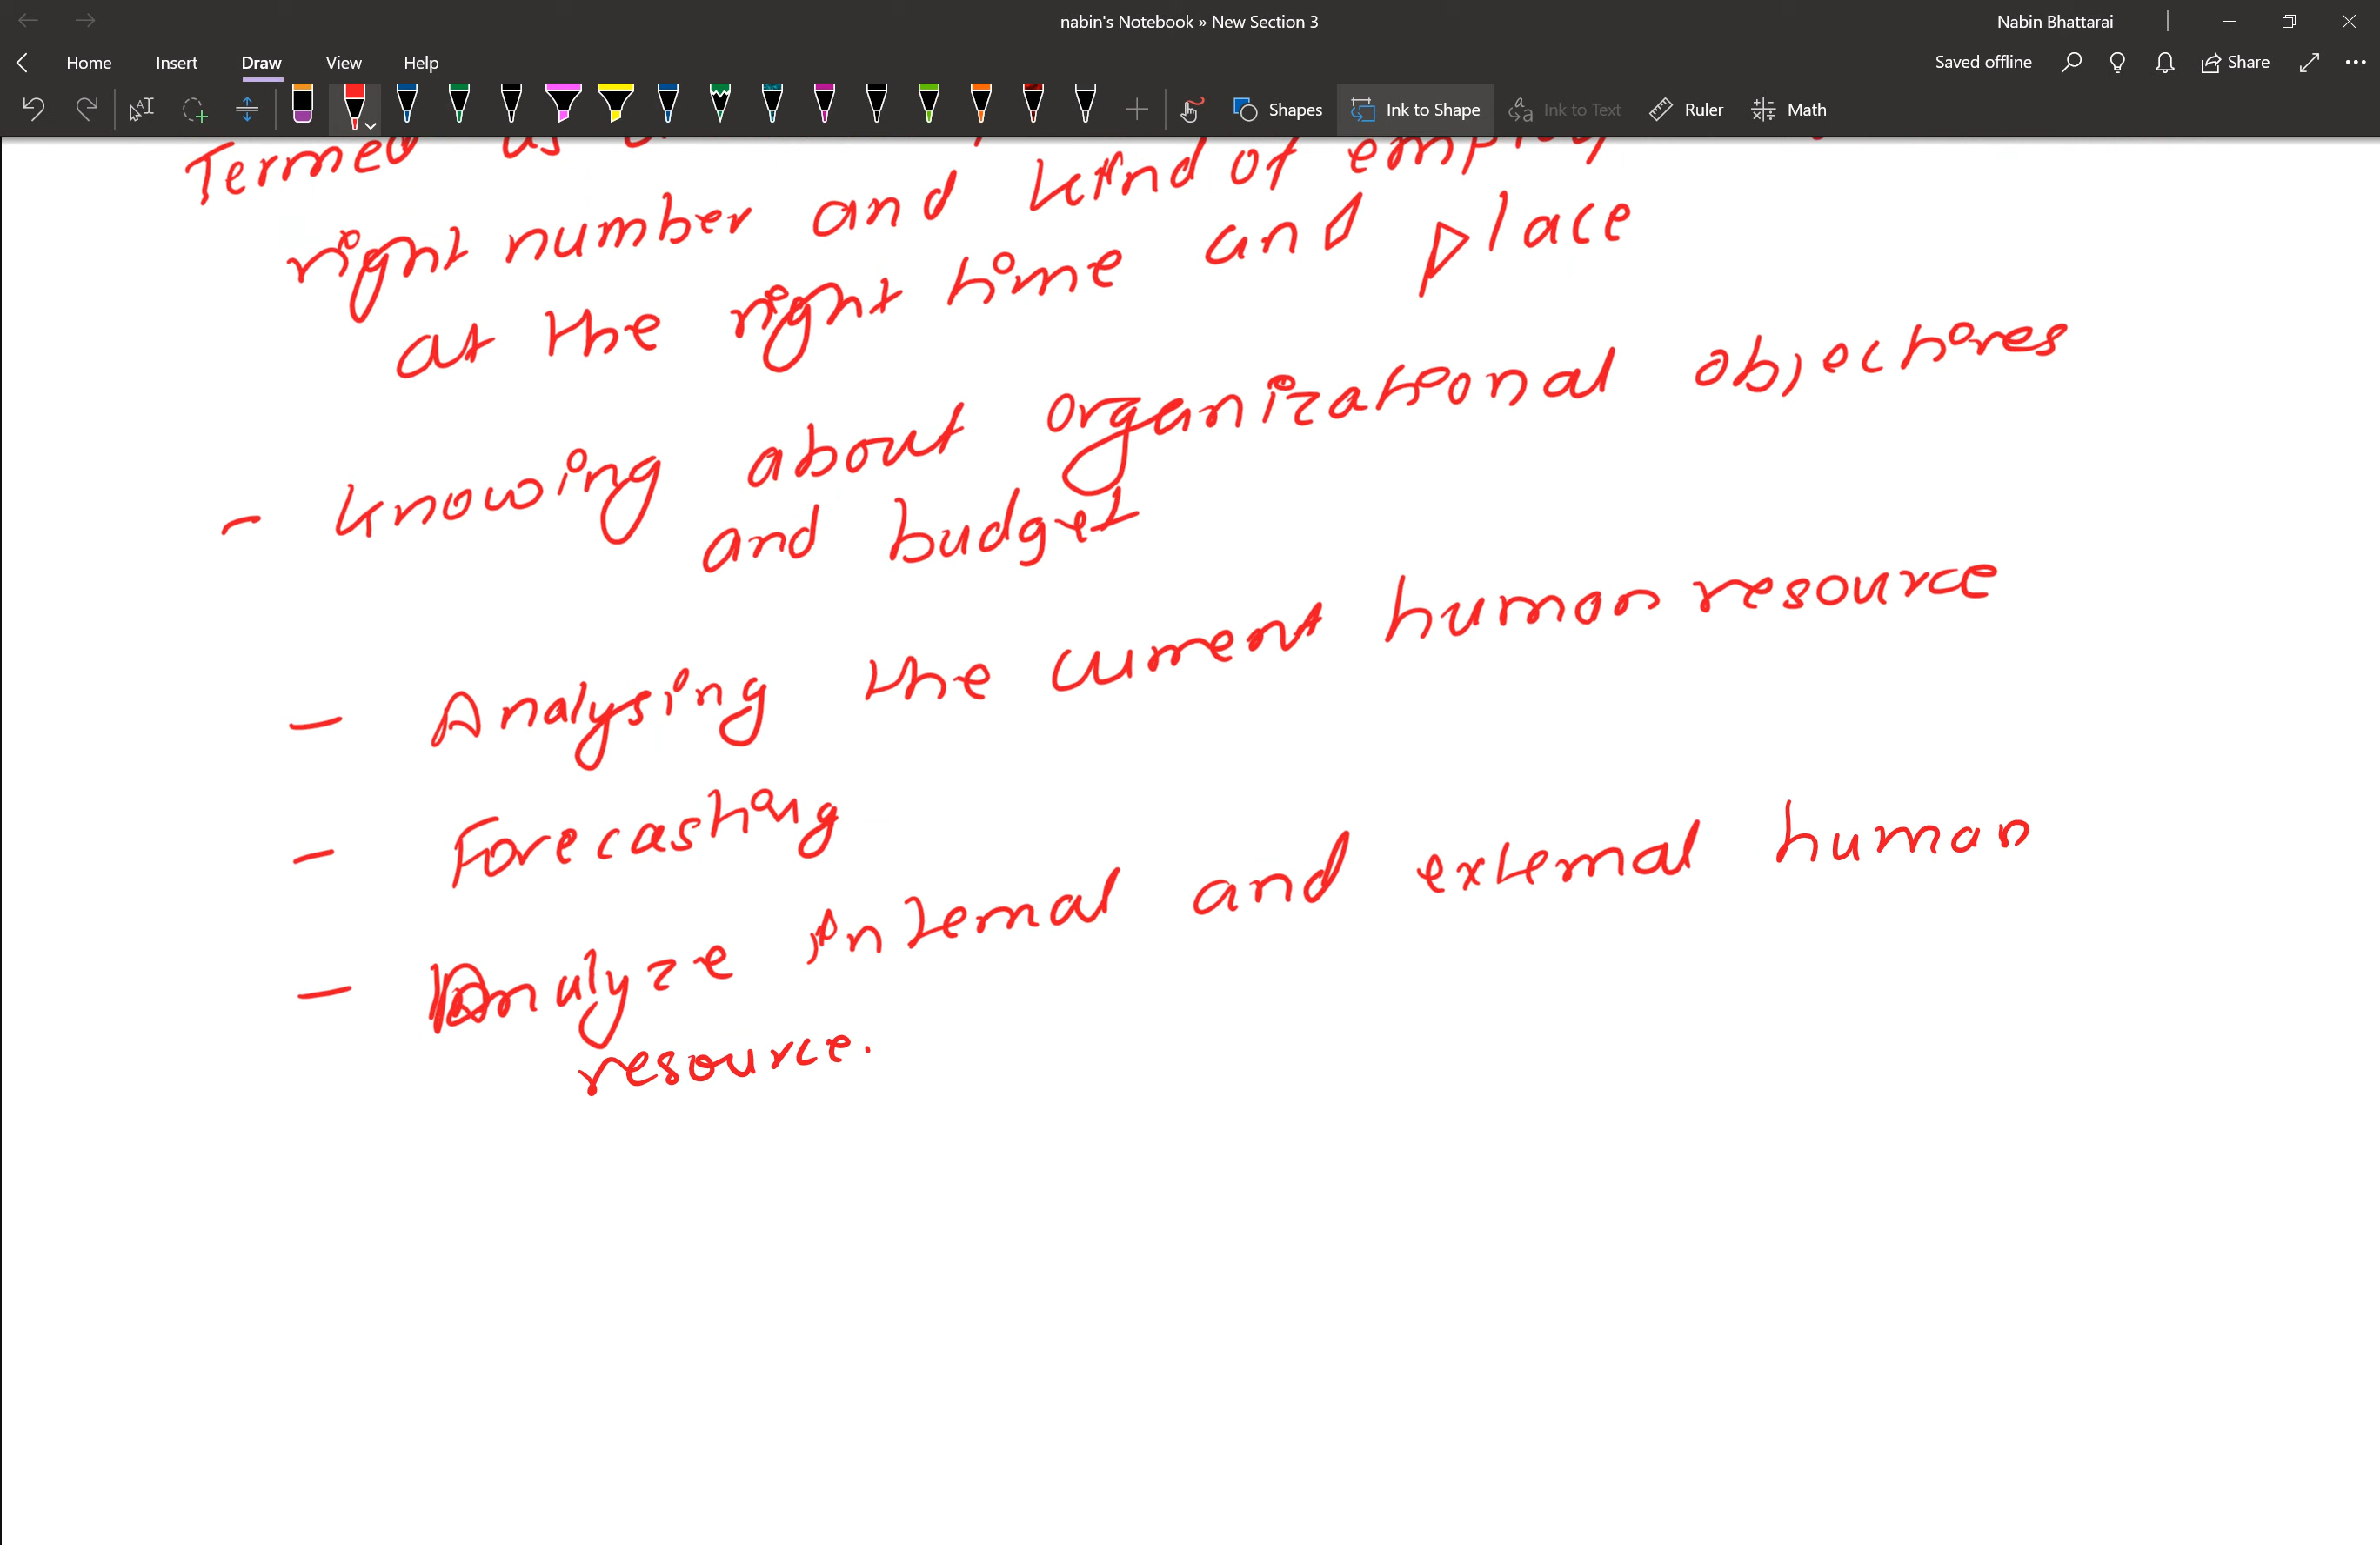 nabin's Notebook » New Section 3
Nabin Bhattarai
Home Insert Draw View Help
Saved offline
Share
Shapes Ink to Shape Ink to Text Ruler Math
Termed as
right number and kind of
at the right time and place
- Knowing about organizational objectives
and budget
- Analysing the current human resource
- Forecasting
- Analyze internal and external human
resource.